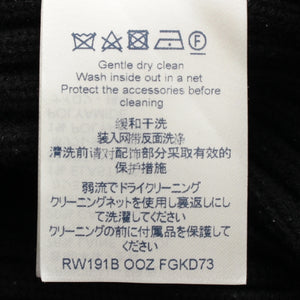 Gentle dry clean
Wash inside out in a net
Protect the accessories before
cleaning
缓和干洗
装入网带反面洗净
清洗前请对配饰部分采取有效的
保护措施
弱流でドライクリーニング
クリーニングネットを使用し裏返しにし
て洗濯してください
クリーニングの前に付属品を保護して
ください
RW191B OOZ FGKD73